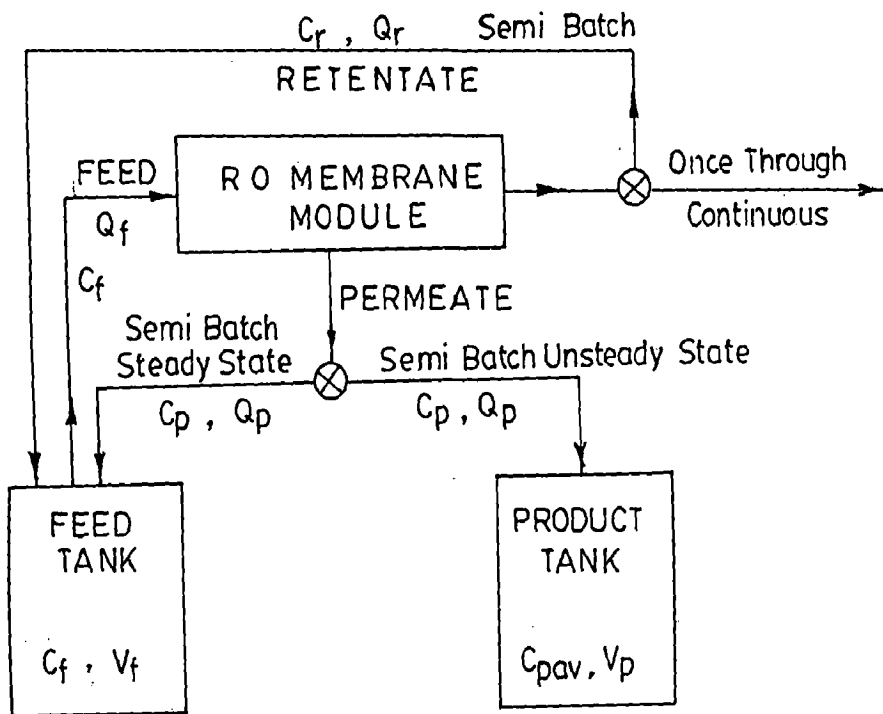 Cr , Qr Semi Batch
RETENTATE
FEED
Qf
Cf
RO MEMBRANE
MODULE
Once Through
Continuous
PERMEATE
Semi Batch
Steady State
Cp , Qp
Semi Batch Unsteady State
Cp, Qp
FEED
TANK
Cf , Vf
PRODUCT
TANK
Cpav, Vp